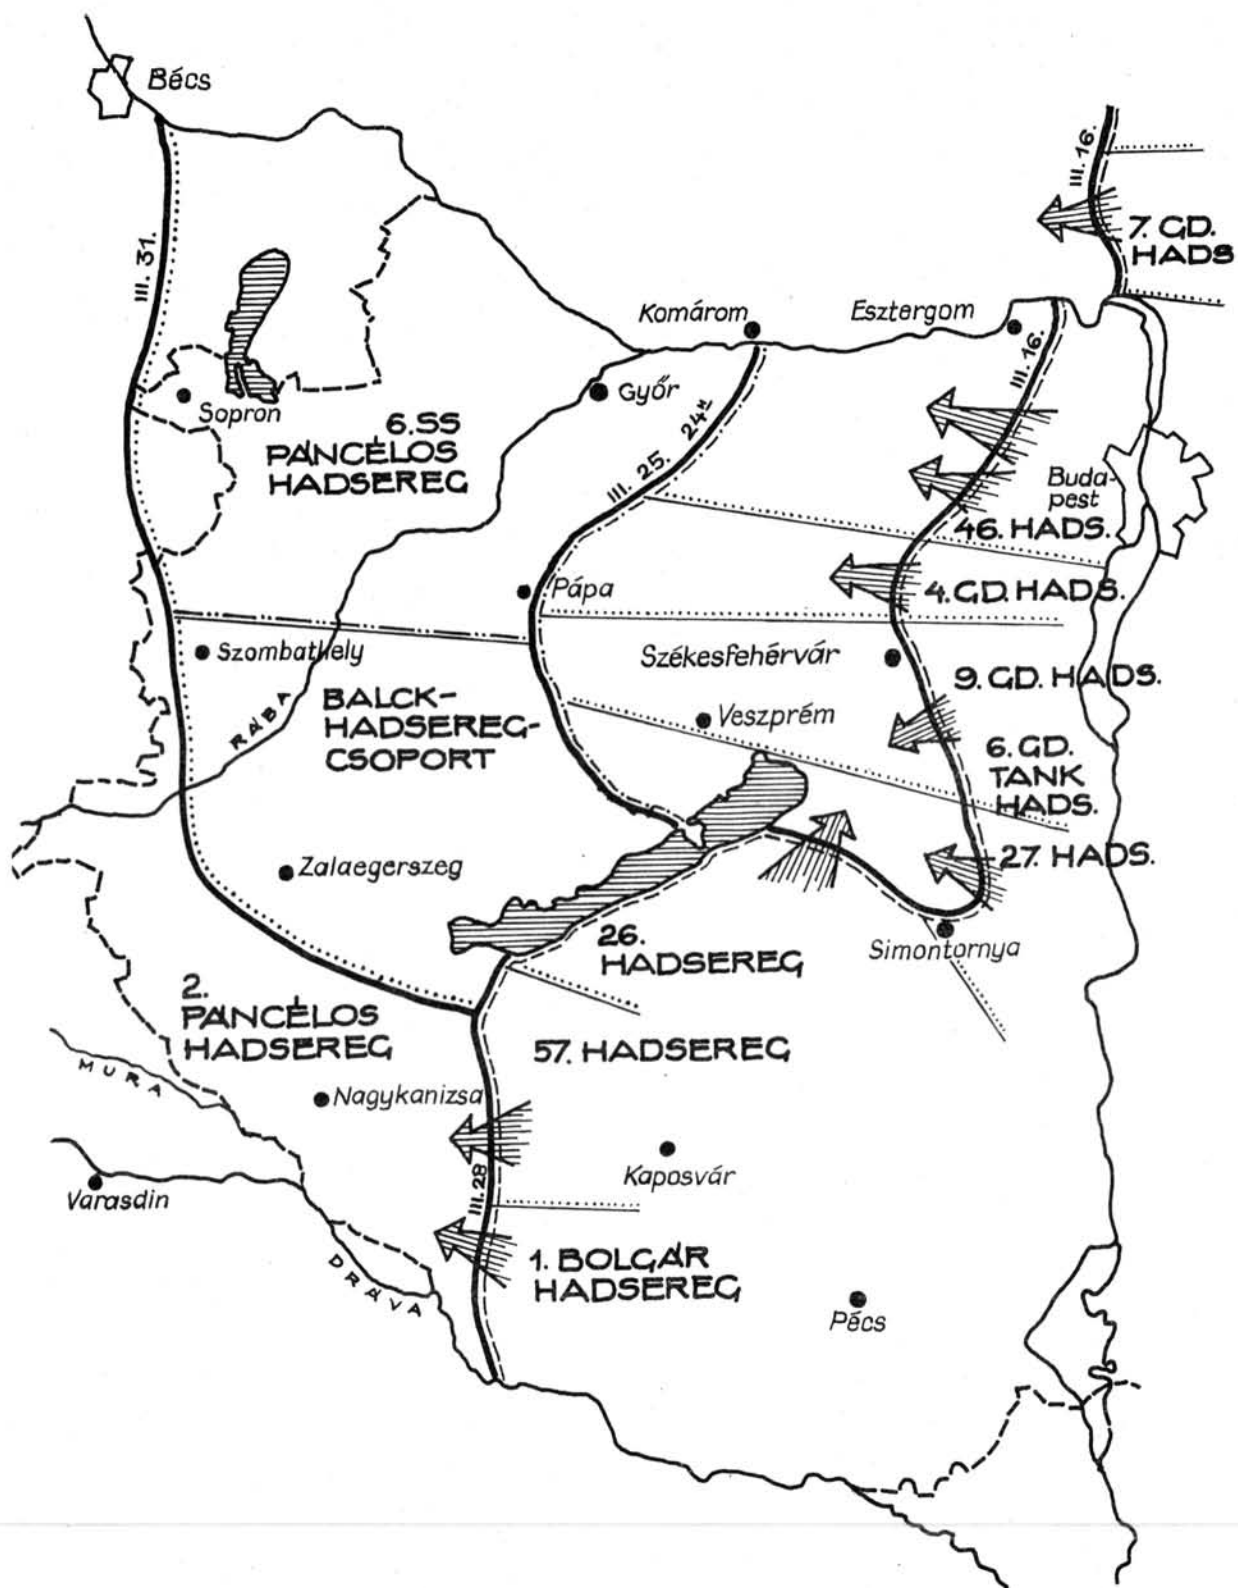 Bécs
III. 16.
7. GD.
HADS
III. 31.
Komárom
Esztergom
III. 16.
Győr
Sopron
6.SS
PÁNCÉLOS
HADSEREG
III. 25.
Buda-
pest
46. HADS.
Pápa
4. GD. HADS.
Szombathely
Székesfehérvár
9. GD. HADS.
RÁBA
BALCK-
HADSEREG-
CSOPORT
Veszprém
6. GD.
TANK
HADS.
27. HADS.
Zalaegerszeg
Simontornya
26.
HADSEREG
2.
PÁNCÉLOS
HADSEREG
57. HADSEREG
MURA
Nagykanizsa
Kaposvár
III. 28
Varasdin
DRÁVA
1. BOLGÁR
HADSEREG
Pécs